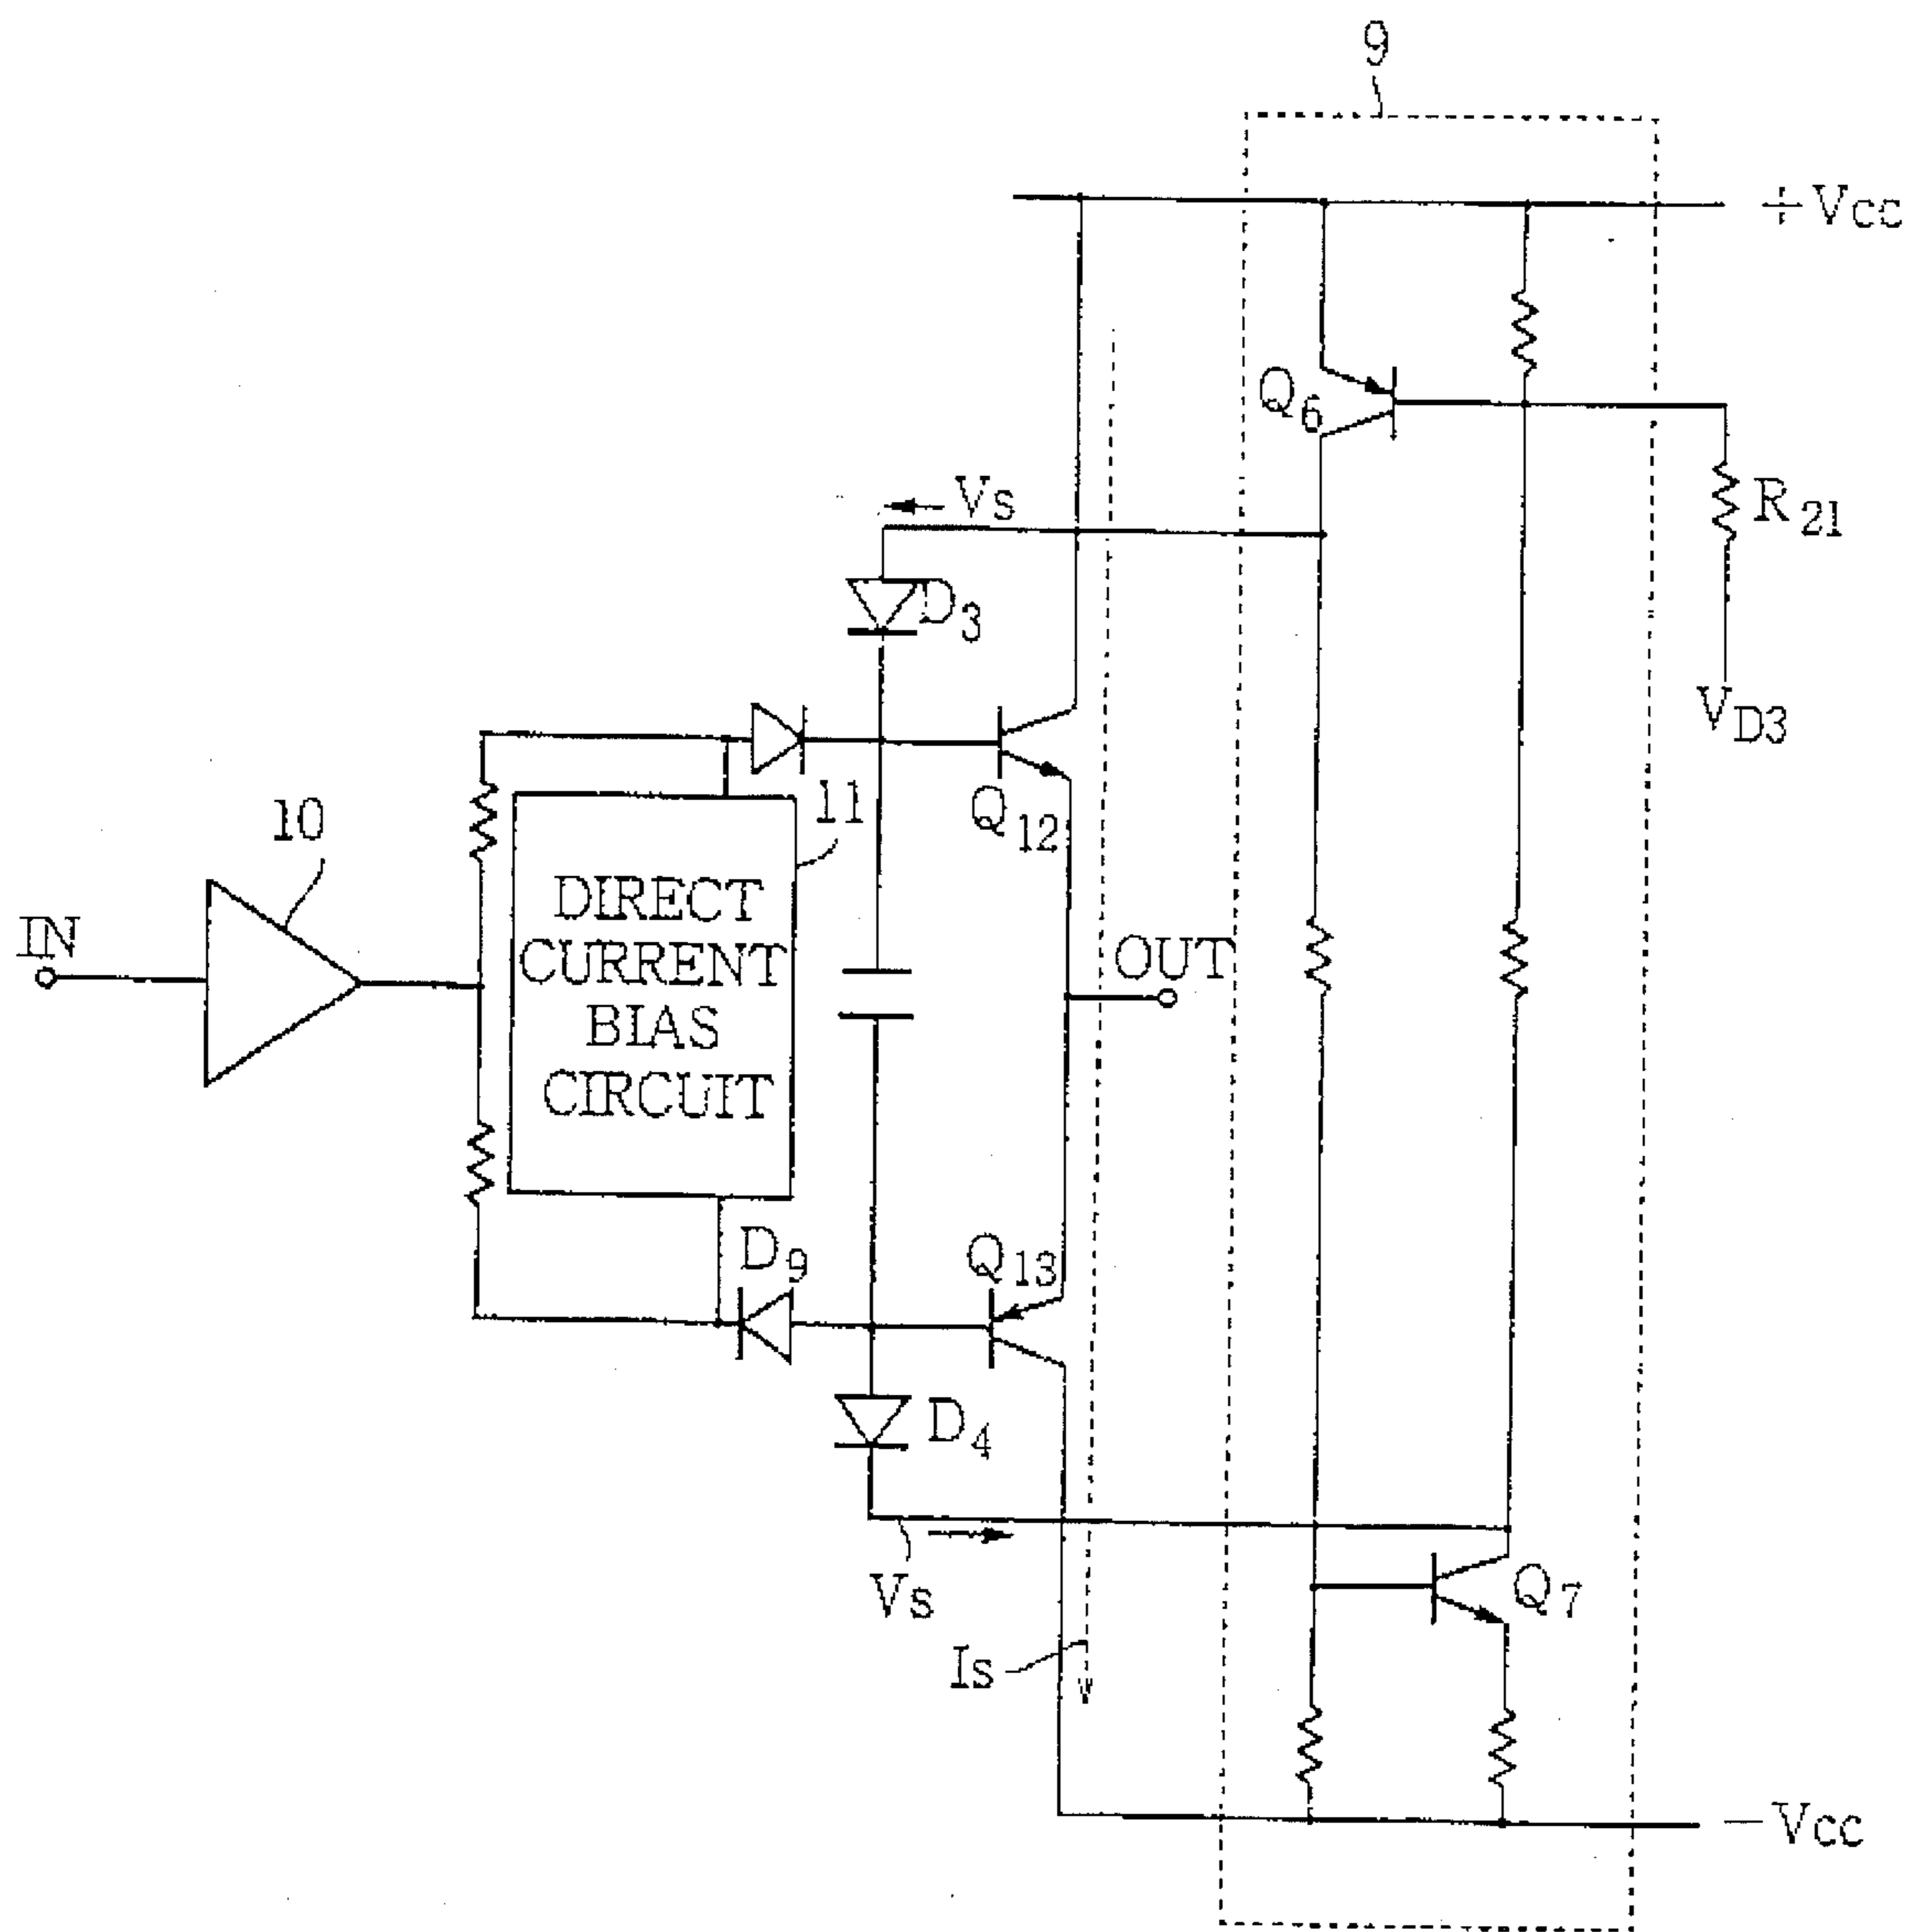 9
+Vcc
Q6
Vs
R21
D3
VD3
11
Q12
10
DIRECT
CURRENT
BIAS
CIRCUIT
IN
OUT
D9
Q13
D4
Vs
Q7
Is
-Vcc